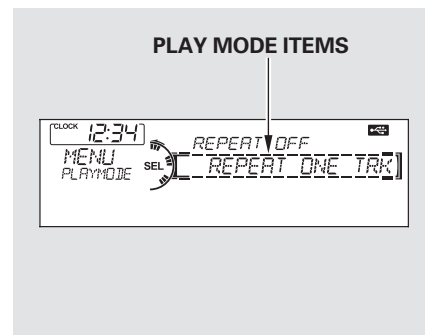 PLAY MODE ITEMS
CLOCK 12:34
REPEAT OFF
MENU
PLAYMODE
SEL
REPEAT ONE TRK